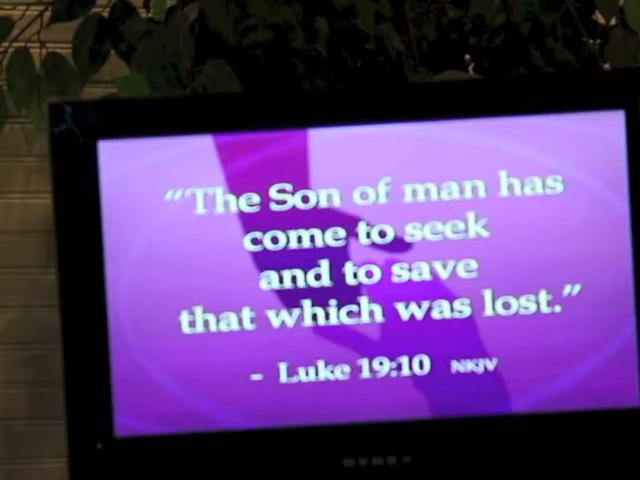 “The Son of man has
come to seek
and to save
that which was lost.”
- Luke 19:10 NKJV
DYNEX